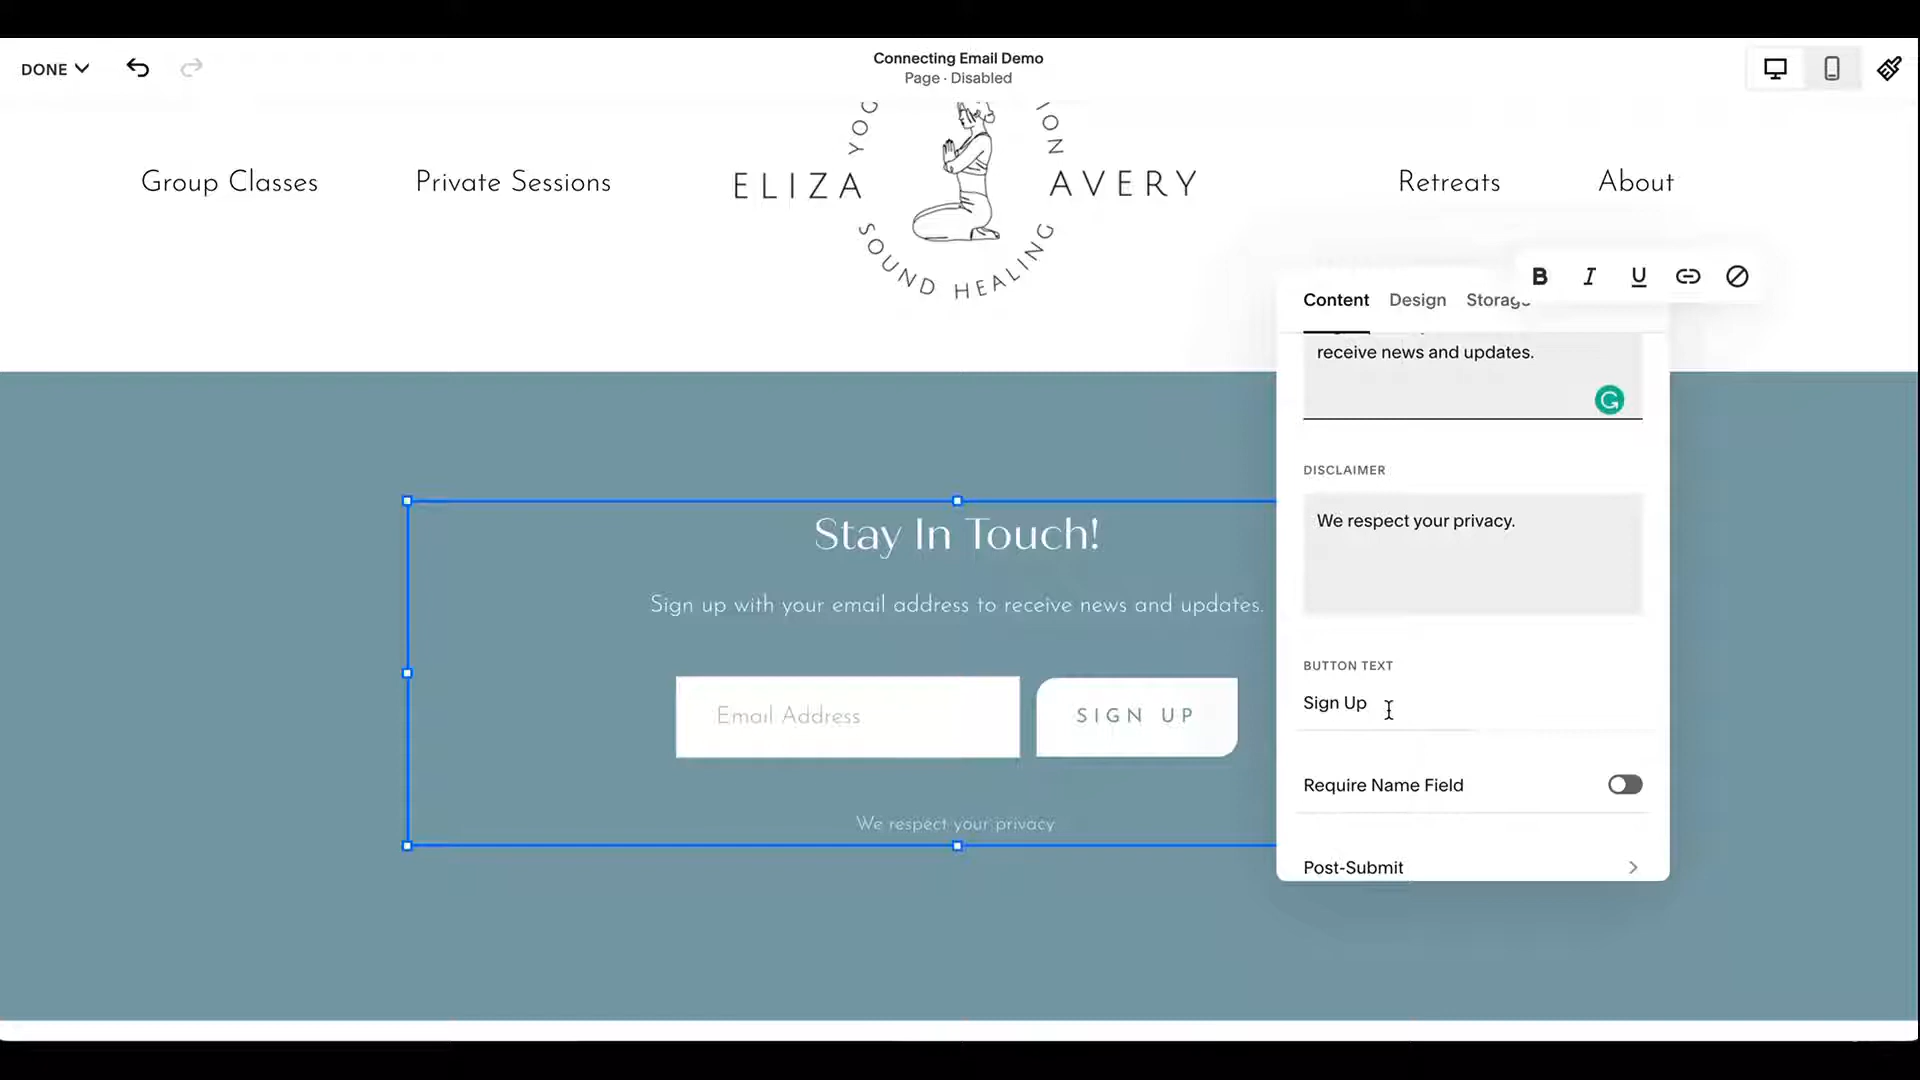 DONE
Connecting Email Demo
Page · Disabled
Group Classes
Private Sessions
ELIZA
AVERY
SOUND HEALING
Retreats
About
B I U
Content Design Storage
receive news and updates.
DISCLAIMER
We respect your privacy.
BUTTON TEXT
Sign Up
Require Name Field
Post-Submit
Stay In Touch!
Sign up with your email address to receive news and updates.
Email Address
SIGN UP
We respect your privacy